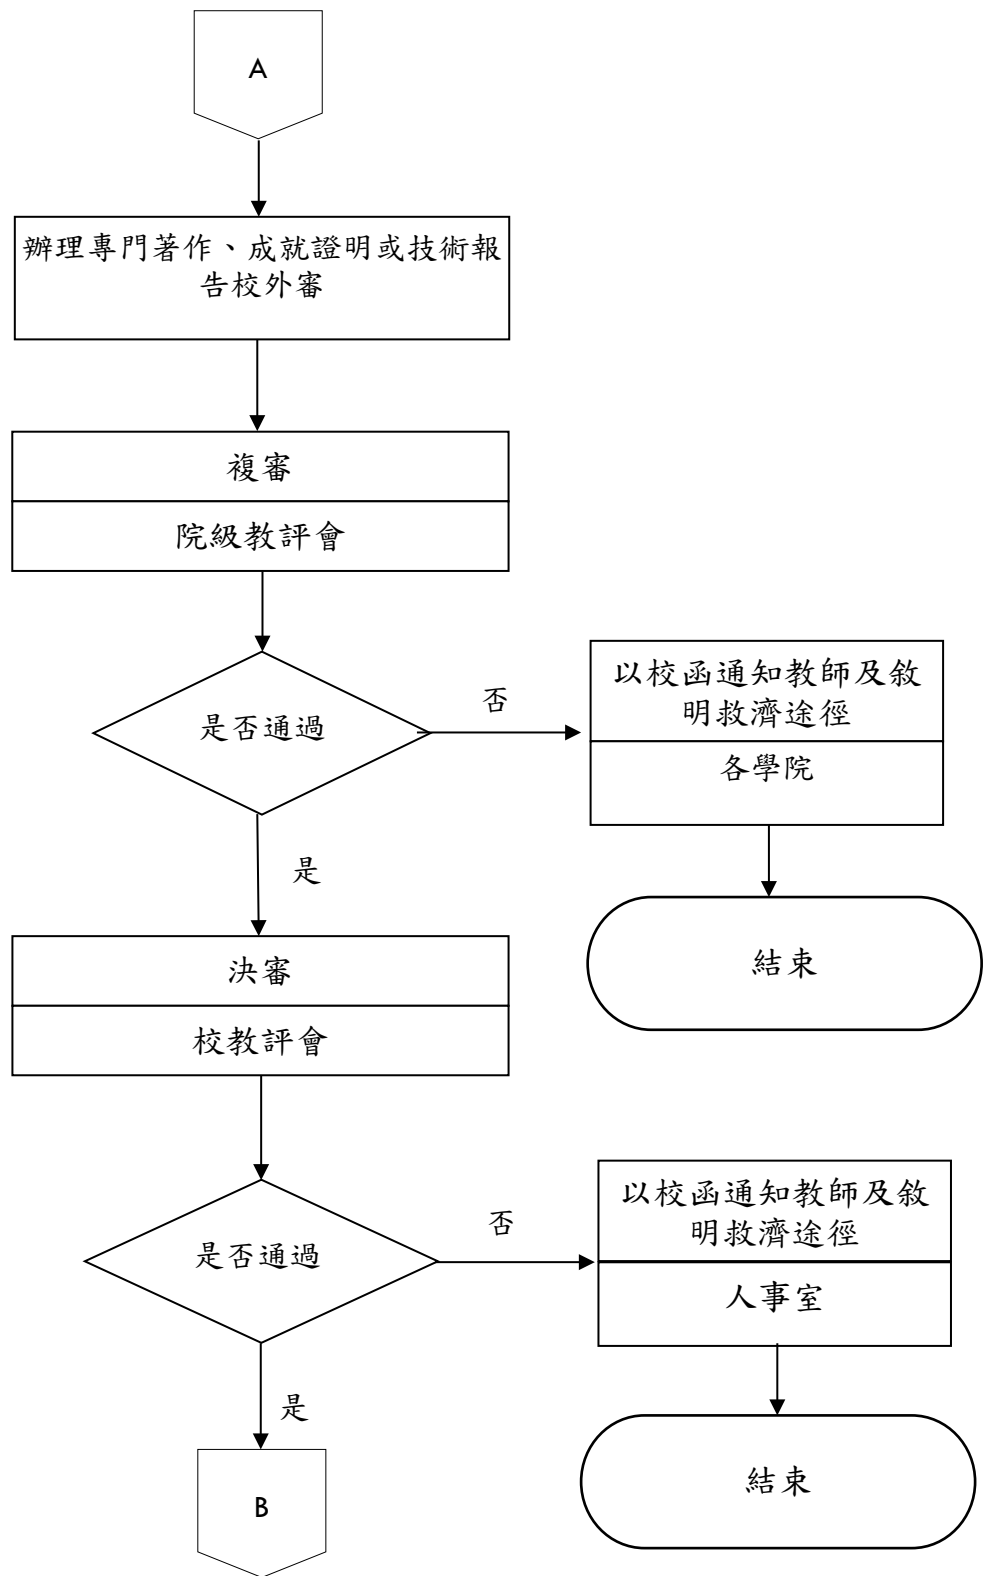 A
辦理專門著作、成就證明或技術報
告校外審
複審
院級教評會
是否通過
否
以校函通知教師及敘
明救濟途徑
各學院
是
結束
決審
校教評會
是否通過
否
以校函通知教師及敘
明救濟途徑
人事室
是
結束
B